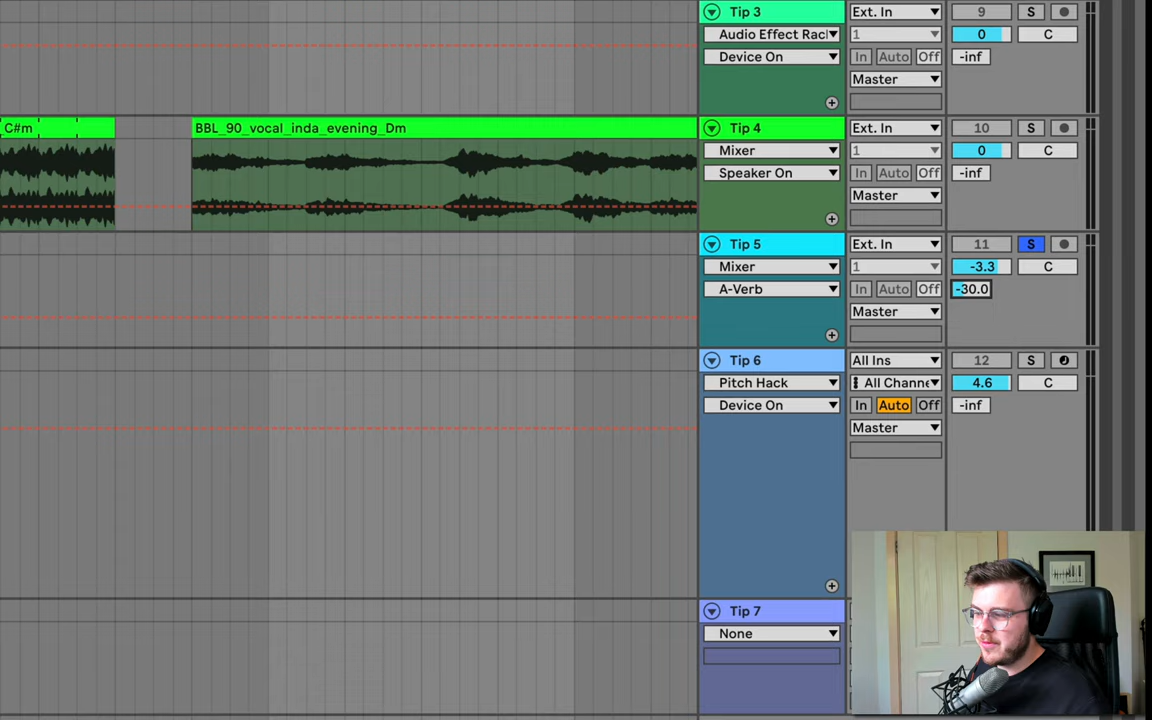 Tip 3 Ext. In 9 S
Audio Effect Rac 1 0 C
Device On In Auto Off -inf
Master
C#m BBL_90_vocal_inda_evening_Dm Tip 4 Ext. In 10 S
Mixer 1 0 C
Speaker On In Auto Off -inf
Master
Tip 5 Ext. In 11 S
Mixer 1 -3.3 C
A-Verb In Auto Off -30.0
Master
Tip 6 All Ins 12 S
Pitch Hack All Channe 4.6 C
Device On In Auto Off -inf
Master
Tip 7
None